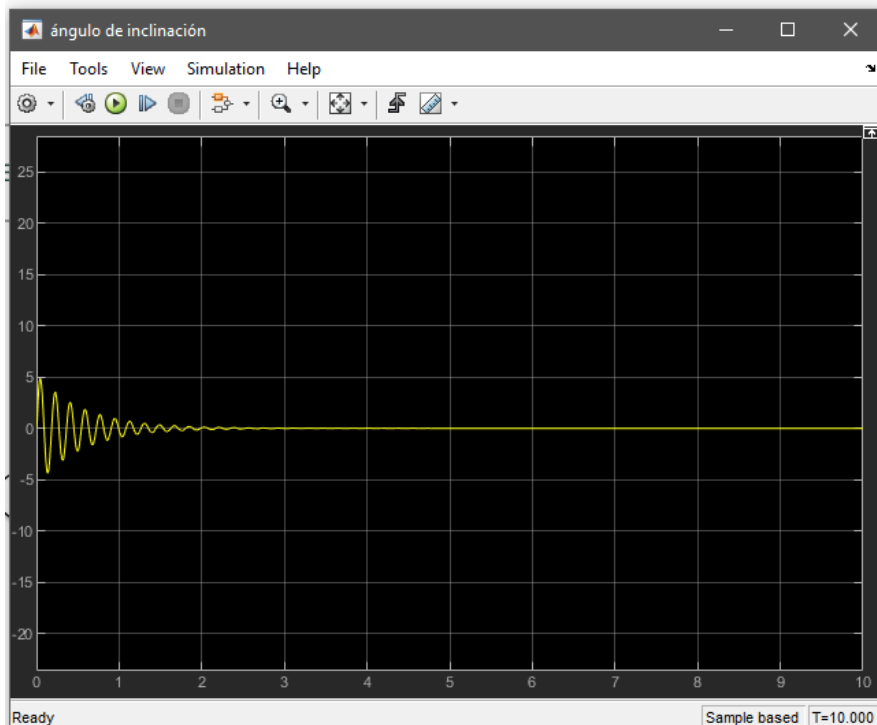 ángulo de inclinación
File Tools View Simulation Help
25
20
15
10
5
0
-5
-10
-15
-20
0 1 2 3 4 5 6 7 8 9 10
Ready Sample based T=10.000